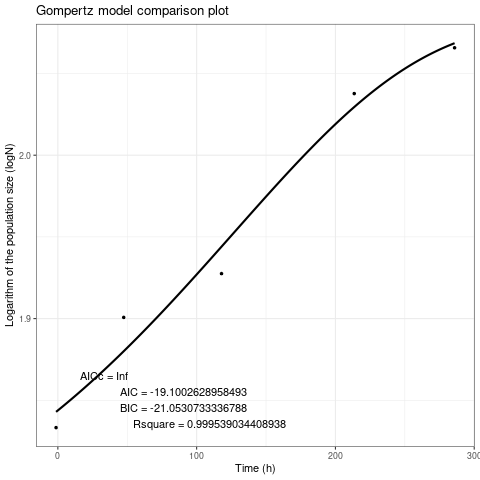 Gompertz model comparison plot
Logarithm of the population size (logN)
2.0
1.9
AICc = Inf
AIC = -19.1002628958493
BIC = -21.0530733336788
Rsquare = 0.999539034408938
0 100 200 300
Time (h)